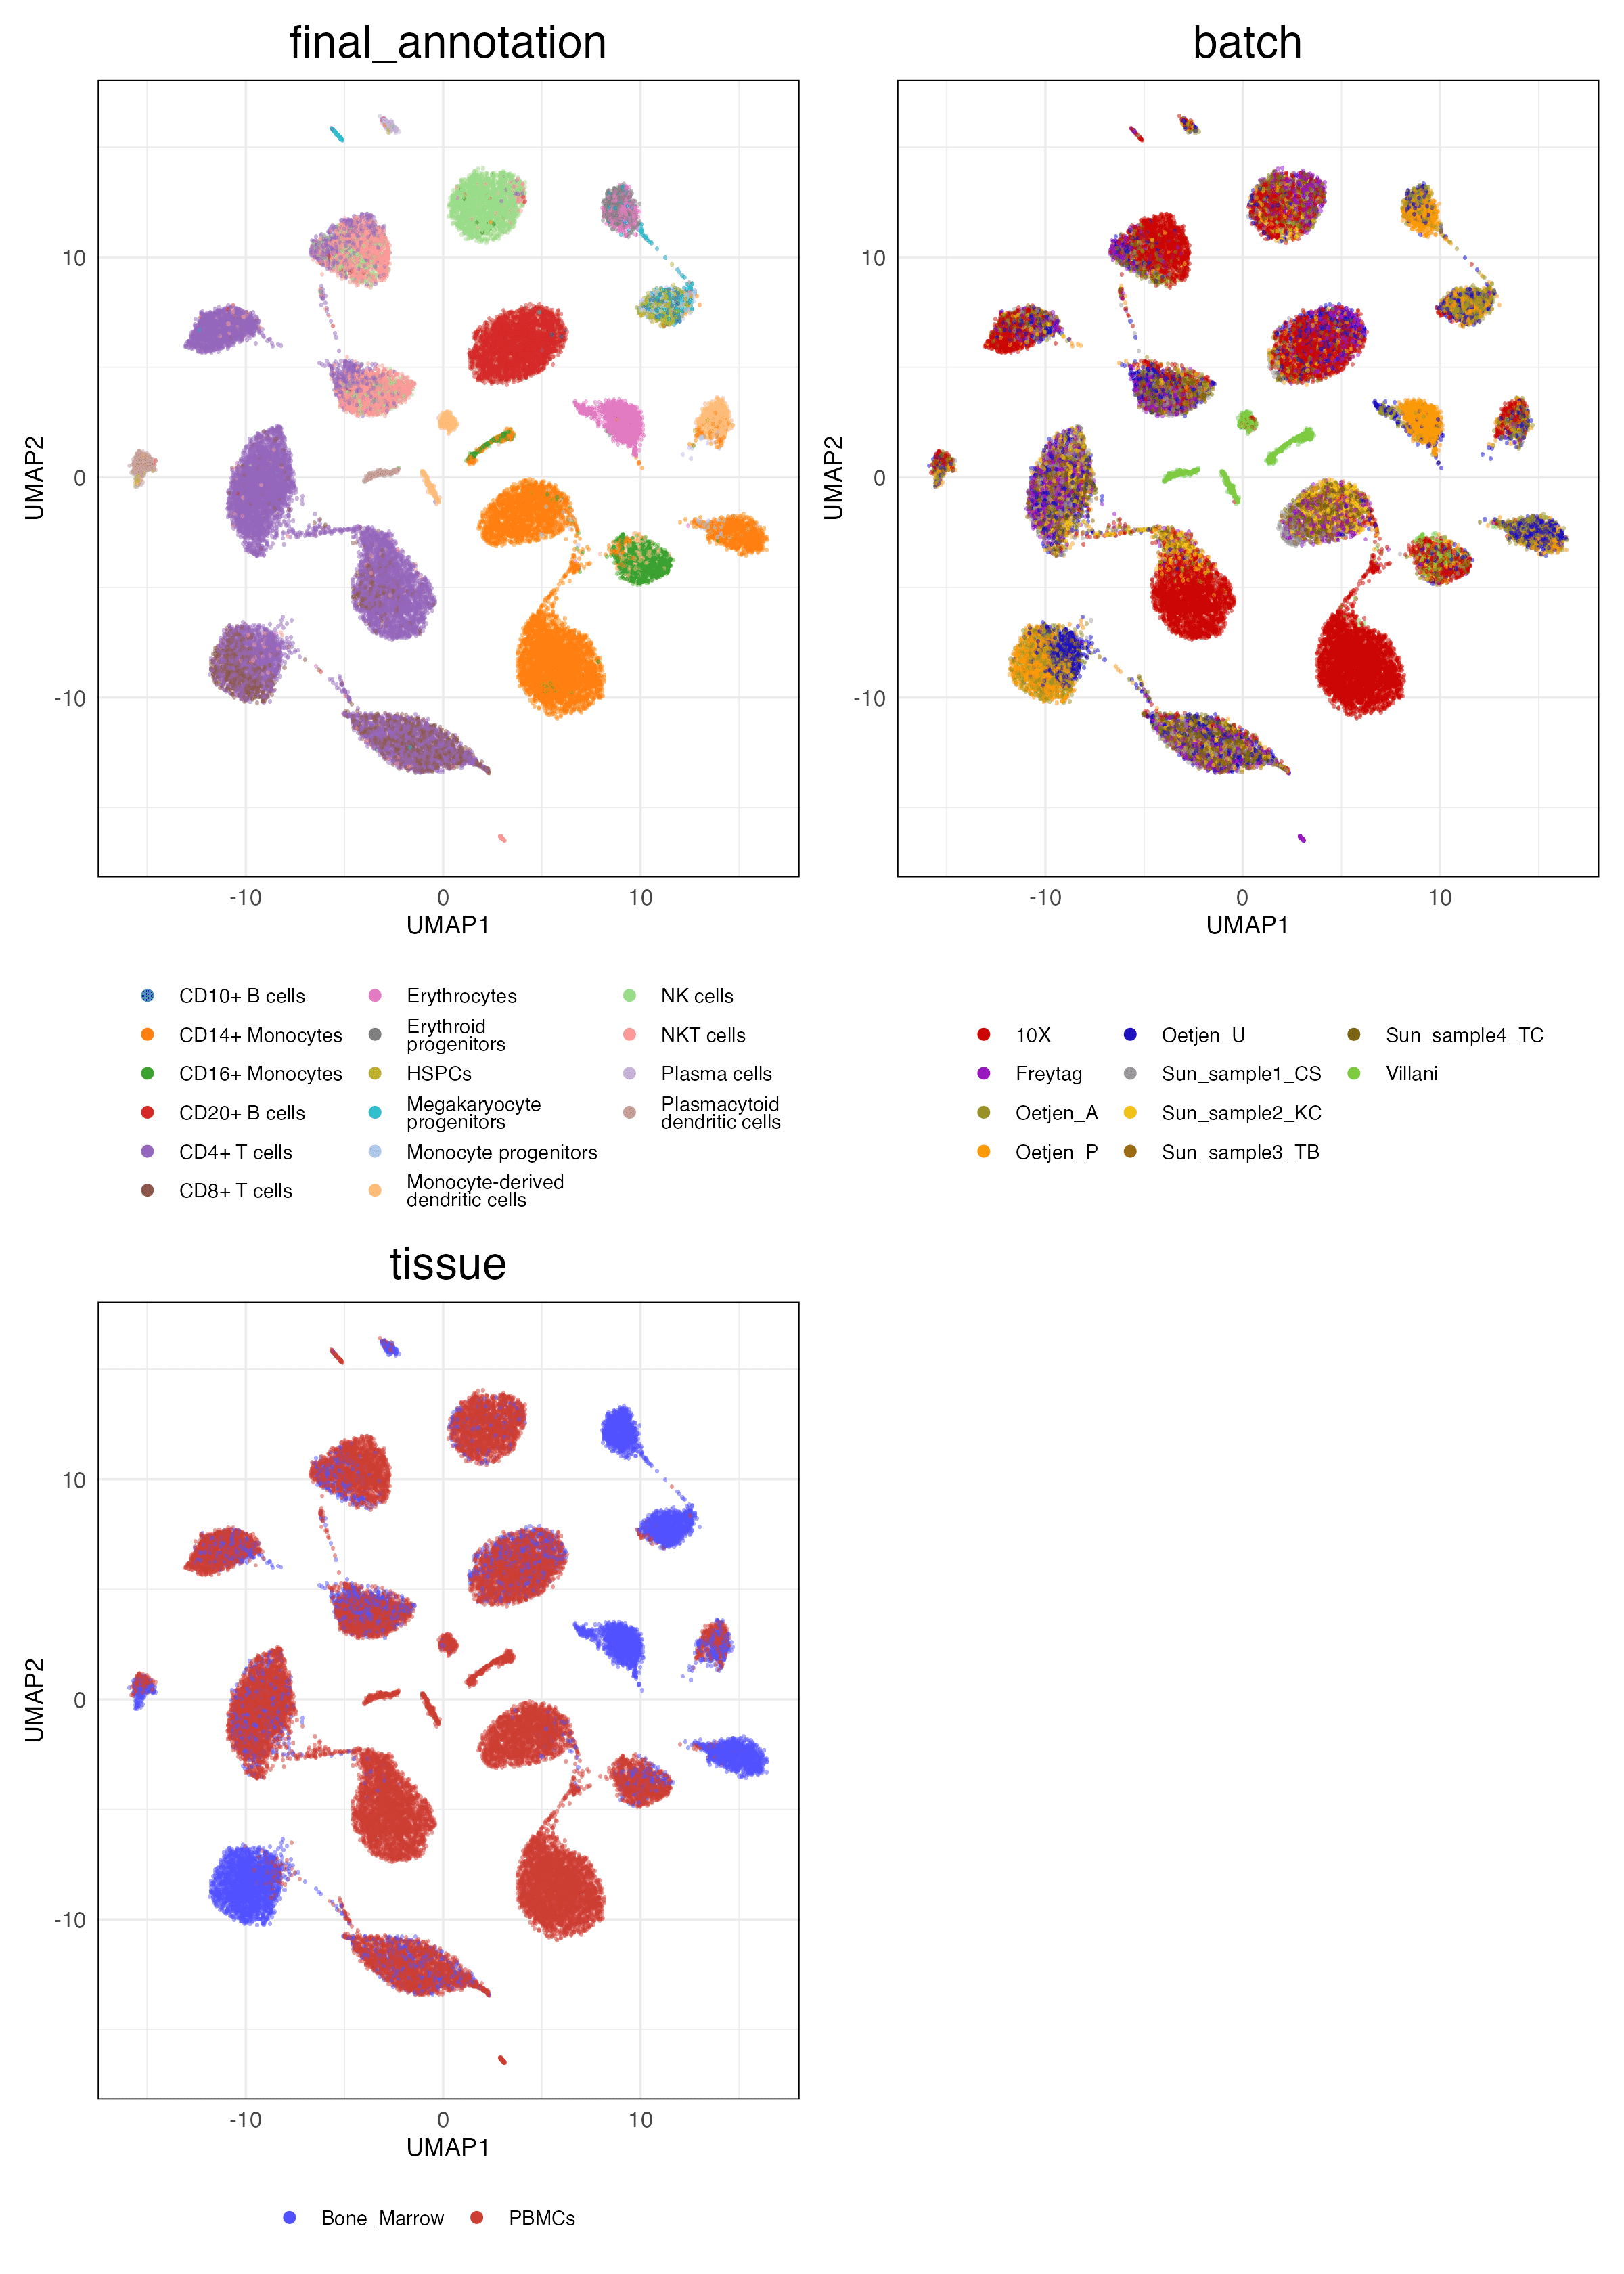 final_annotation
batch
10
0
-10
UMAP2
-10
0
10
UMAP1
10
0
-10
UMAP2
-10
0
10
UMAP1
CD10+ B cells
CD14+ Monocytes
CD16+ Monocytes
CD20+ B cells
CD4+ T cells
CD8+ T cells
Erythrocytes
Erythroid
progenitors
HSPCs
Megakaryocyte
progenitors
Monocyte progenitors
Monocyte-derived
dendritic cells
NK cells
NKT cells
Plasma cells
Plasmacytoid
dendritic cells
10X
Freytag
Oetjen_A
Oetjen_P
Oetjen_U
Sun_sample1_CS
Sun_sample2_KC
Sun_sample3_TB
Sun_sample4_TC
Villani
tissue
10
0
-10
UMAP2
-10
0
10
UMAP1
Bone_Marrow
PBMCs